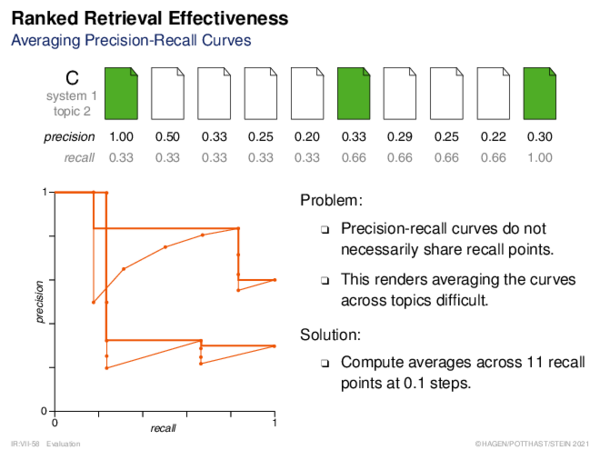 Ranked Retrieval Effectiveness
Averaging Precision-Recall Curves
C
system 1
topic 2
precision 1.00 0.50 0.33 0.25 0.20 0.33 0.29 0.25 0.22 0.30
recall 0.33 0.33 0.33 0.33 0.33 0.66 0.66 0.66 0.66 1.00
1
precision
0
0
recall
1
Problem:
❑ Precision-recall curves do not
necessarily share recall points.
❑ This renders averaging the curves
across topics difficult.
Solution:
❑ Compute averages across 11 recall
points at 0.1 steps.
IR:VII-58 Evaluation
©HAGEN/POTTHAST/STEIN 2021